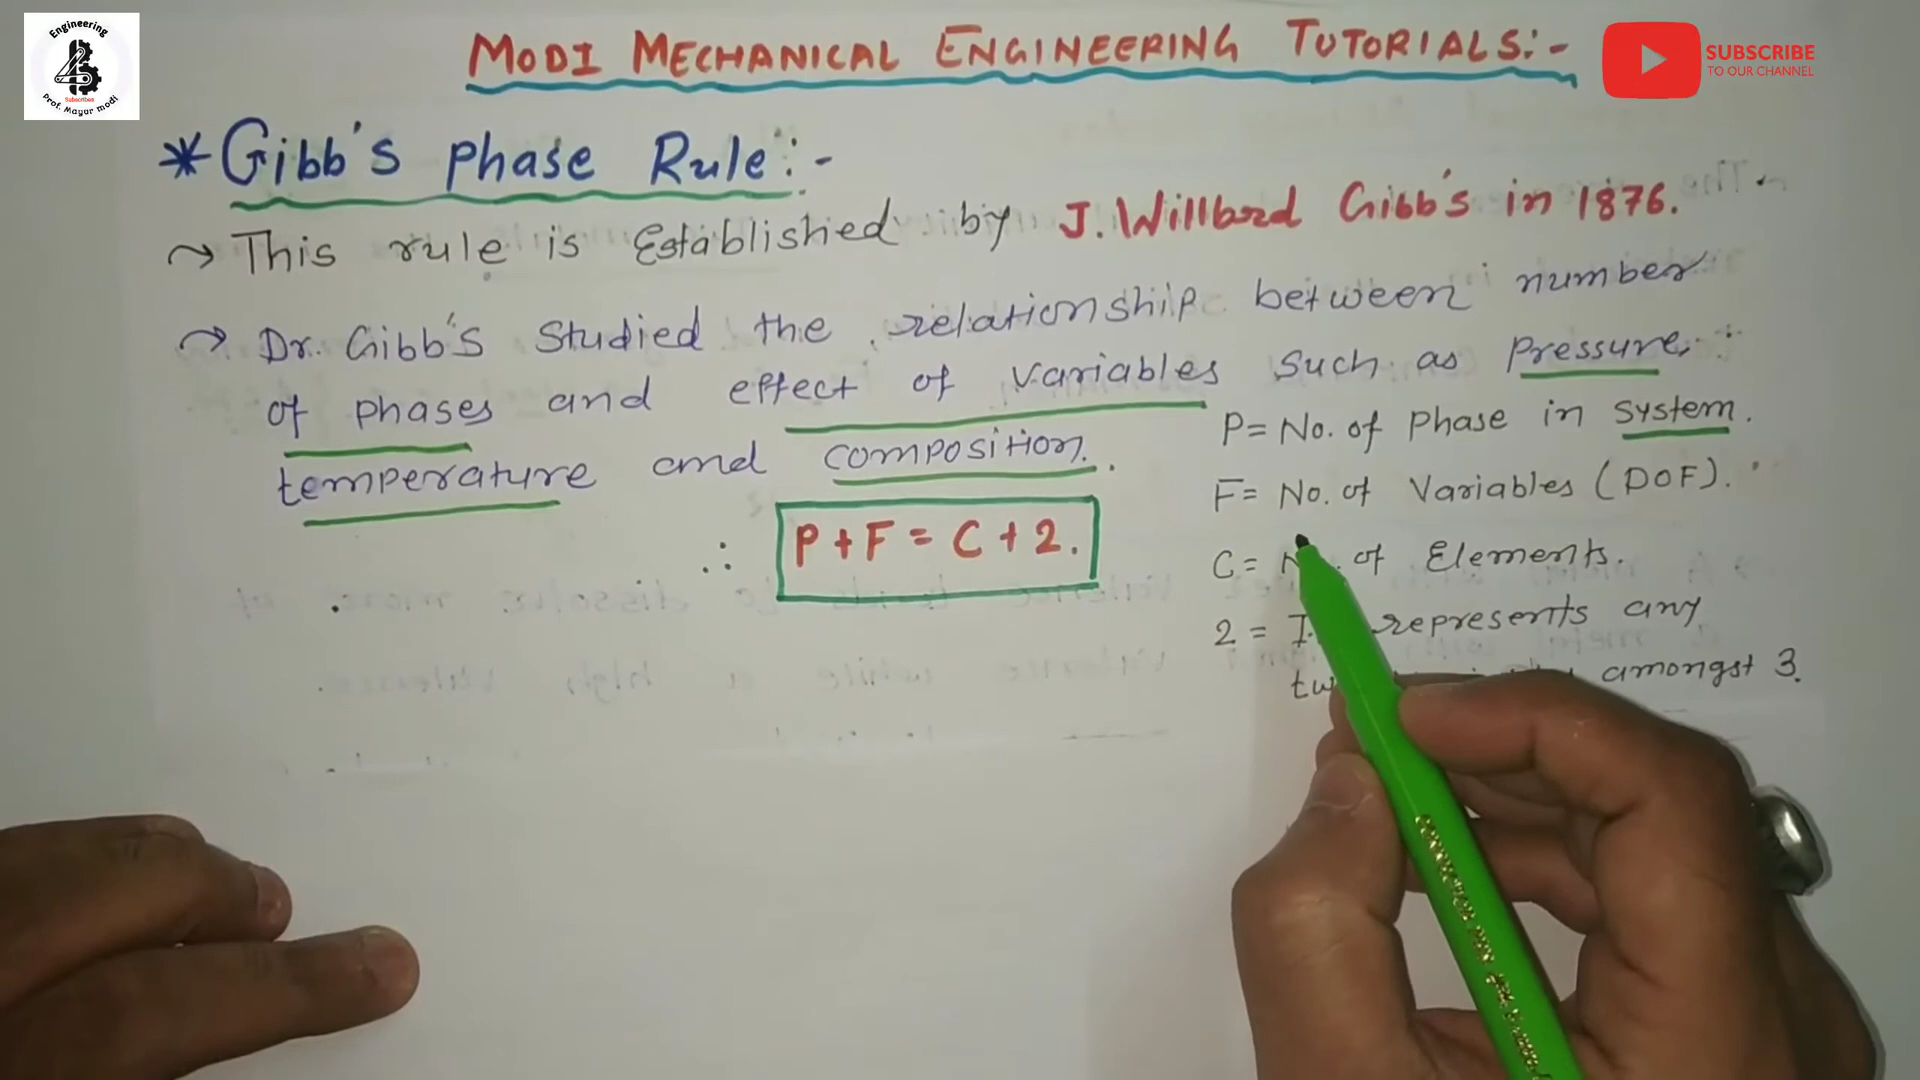 Engineering
Subscribes
Prof. Mayur modi
MODI MECHANICAL ENGINEERING TUTORIALS:-
SUBSCRIBE
TO OUR CHANNEL
* Gibb's phase Rule:-
→ This rule is Established by J. Willard Gibb's in 1876.
→ Dr. Gibb's Studied the relationship between number
of phases and effect of variables such as pressure,
temperature and composition.
∴ P + F = C + 2.
P = No. of phase in system.
F = No. of Variables (DOF).
C = of Elements.
2 = represents any
amongst 3.